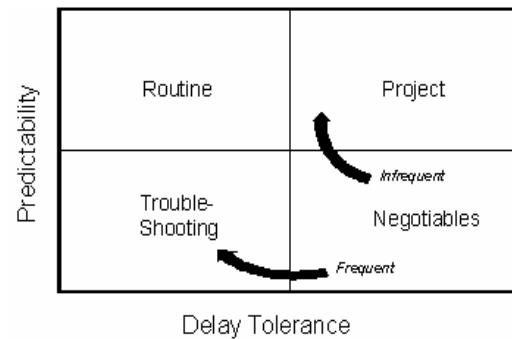 Predictability
Routine
Project
Infrequent
Trouble-
Shooting
Negotiables
Frequent
Delay Tolerance